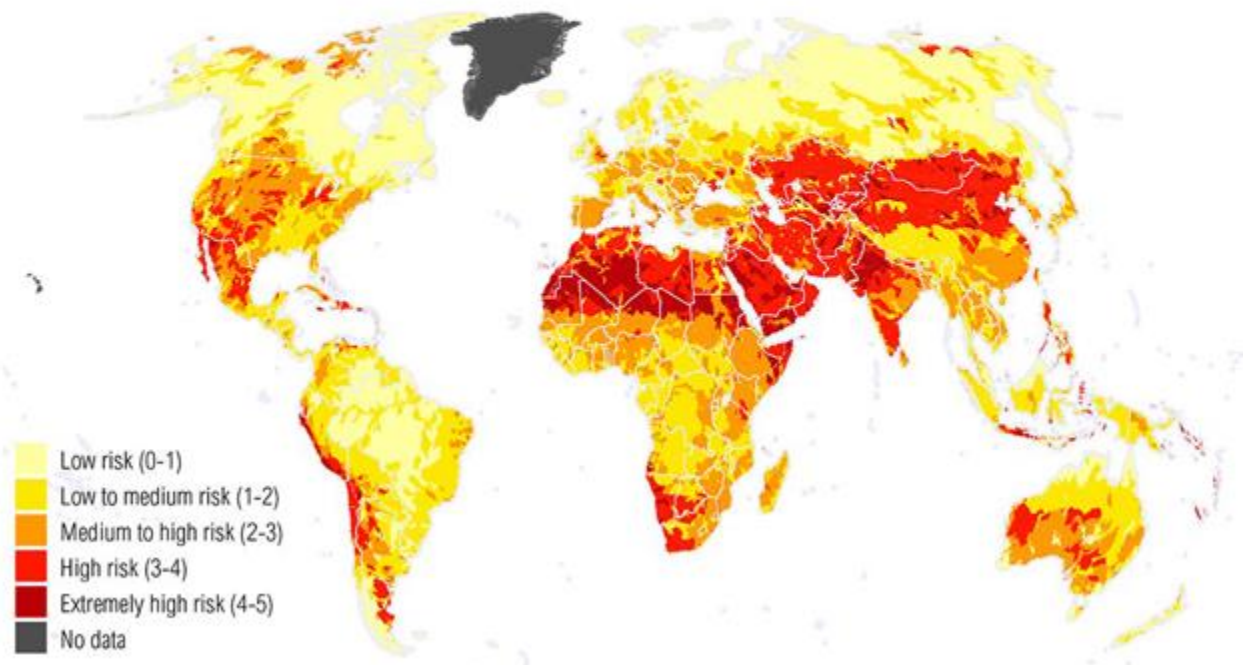 Low risk (0-1)
Low to medium risk (1-2)
Medium to high risk (2-3)
High risk (3-4)
Extremely high risk (4-5)
No data